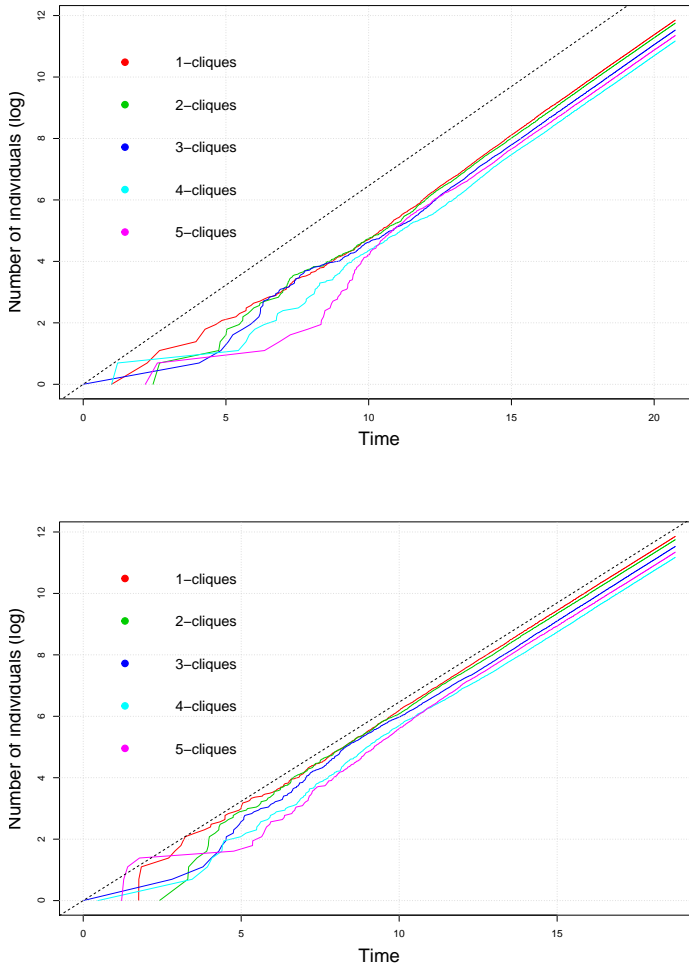 12
10
8
6
4
2
0
Number of individuals (log)
1−cliques
2−cliques
3−cliques
4−cliques
5−cliques
0 5 10 15 20
Time
12
10
8
6
4
2
0
Number of individuals (log)
1−cliques
2−cliques
3−cliques
4−cliques
5−cliques
0 5 10 15
Time